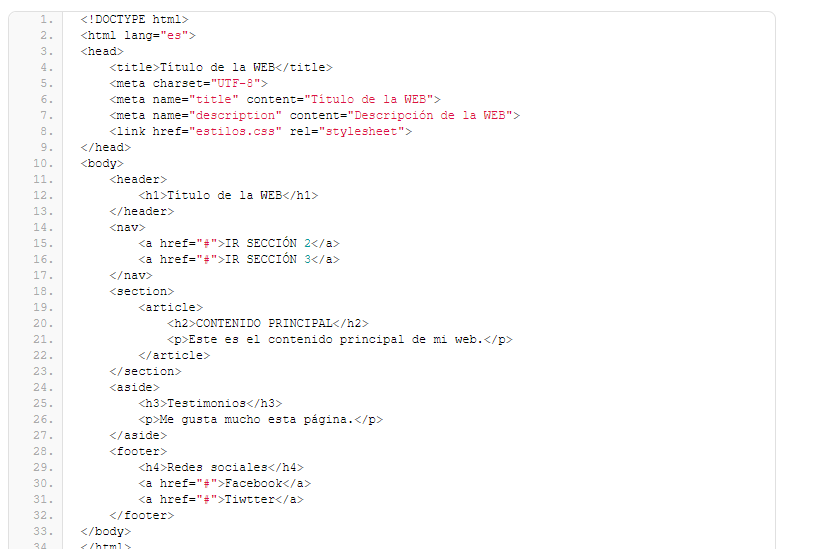 1. <!DOCTYPE html>
2. <html lang="es">
3. <head>
4.     <title>Título de la WEB</title>
5.     <meta charset="UTF-8">
6.     <meta name="title" content="Título de la WEB">
7.     <meta name="description" content="Descripción de la WEB">
8.     <link href="estilos.css" rel="stylesheet">
9. </head>
10. <body>
11.     <header>
12.         <h1>Título de la WEB</h1>
13.     </header>
14.     <nav>
15.         <a href="#">IR SECCIÓN 2</a>
16.         <a href="#">IR SECCIÓN 3</a>
17.     </nav>
18.     <section>
19.         <article>
20.             <h2>CONTENIDO PRINCIPAL</h2>
21.             <p>Este es el contenido principal de mi web.</p>
22.         </article>
23.     </section>
24.     <aside>
25.         <h3>Testimonios</h3>
26.         <p>Me gusta mucho esta página.</p>
27.     </aside>
28.     <footer>
29.         <h4>Redes sociales</h4>
30.         <a href="#">Facebook</a>
31.         <a href="#">Tiwtter</a>
32.     </footer>
33. </body>
34. </html>